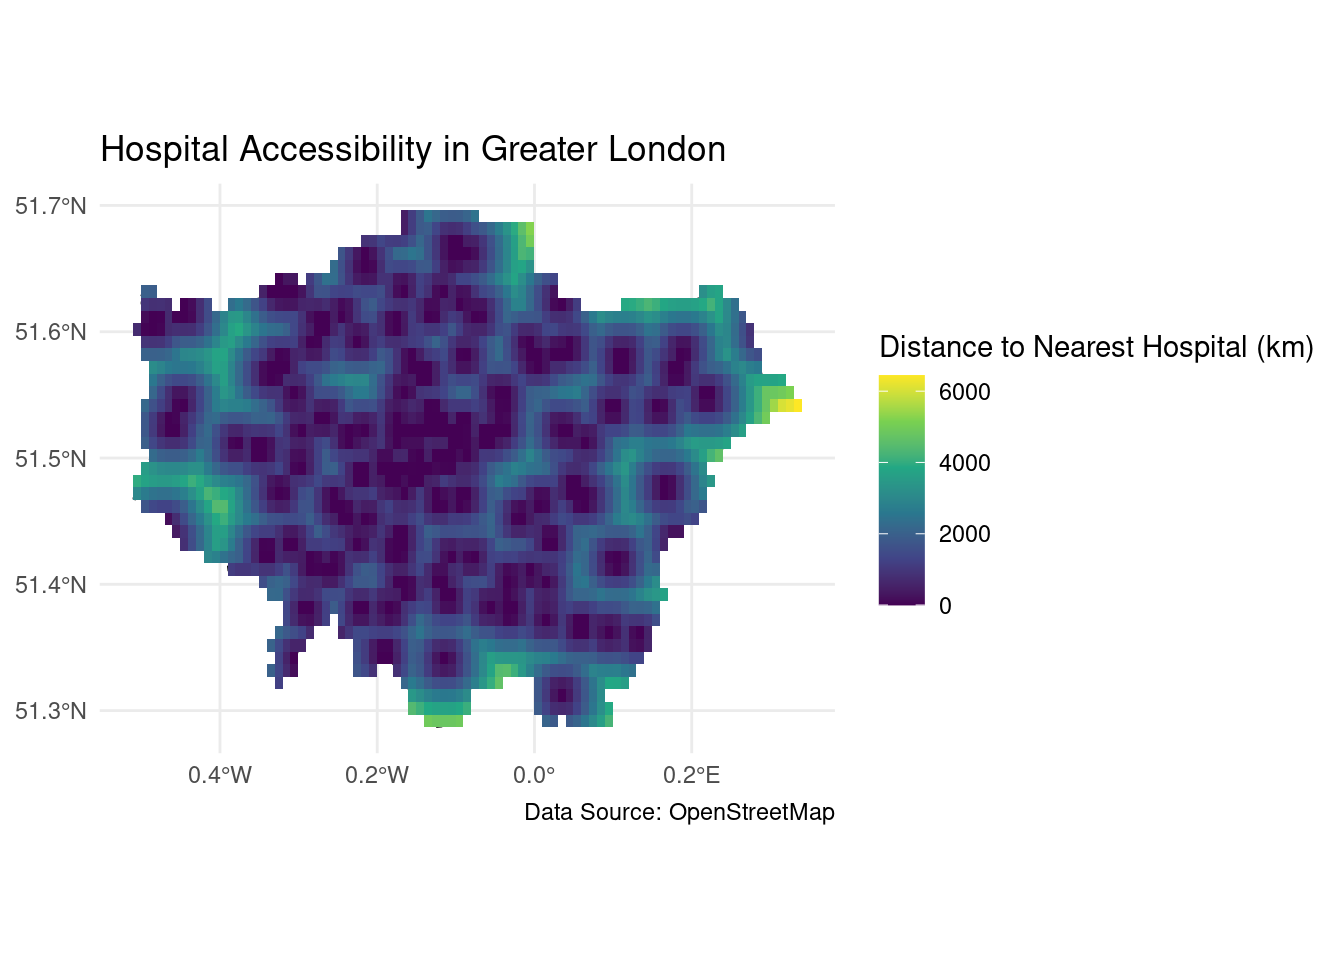 Hospital Accessibility in Greater London
51.7°N
51.6°N
51.5°N
51.4°N
51.3°N
0.4°W
0.2°W
0.0°
0.2°E
Data Source: OpenStreetMap
Distance to Nearest Hospital (km)
6000
4000
2000
0